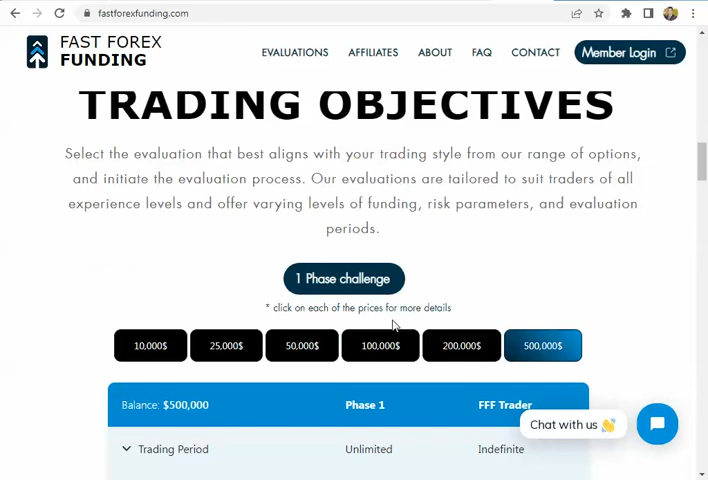 fastforexfunding.com
FAST FOREX
FUNDING
EVALUATIONS
AFFILIATES
ABOUT
FAQ
CONTACT
Member Login
TRADING OBJECTIVES
Select the evaluation that best aligns with your trading style from our range of options,
and initiate the evaluation process. Our evaluations are tailored to suit traders of all
experience levels and offer varying levels of funding, risk parameters, and evaluation
periods.
1 Phase challenge
* click on each of the prices for more details
10,000$
25,000$
50,000$
100,000$
200,000$
500,000$
Balance: $500,000
Phase 1
FFF Trader
Chat with us 👋
Trading Period
Unlimited
Indefinite